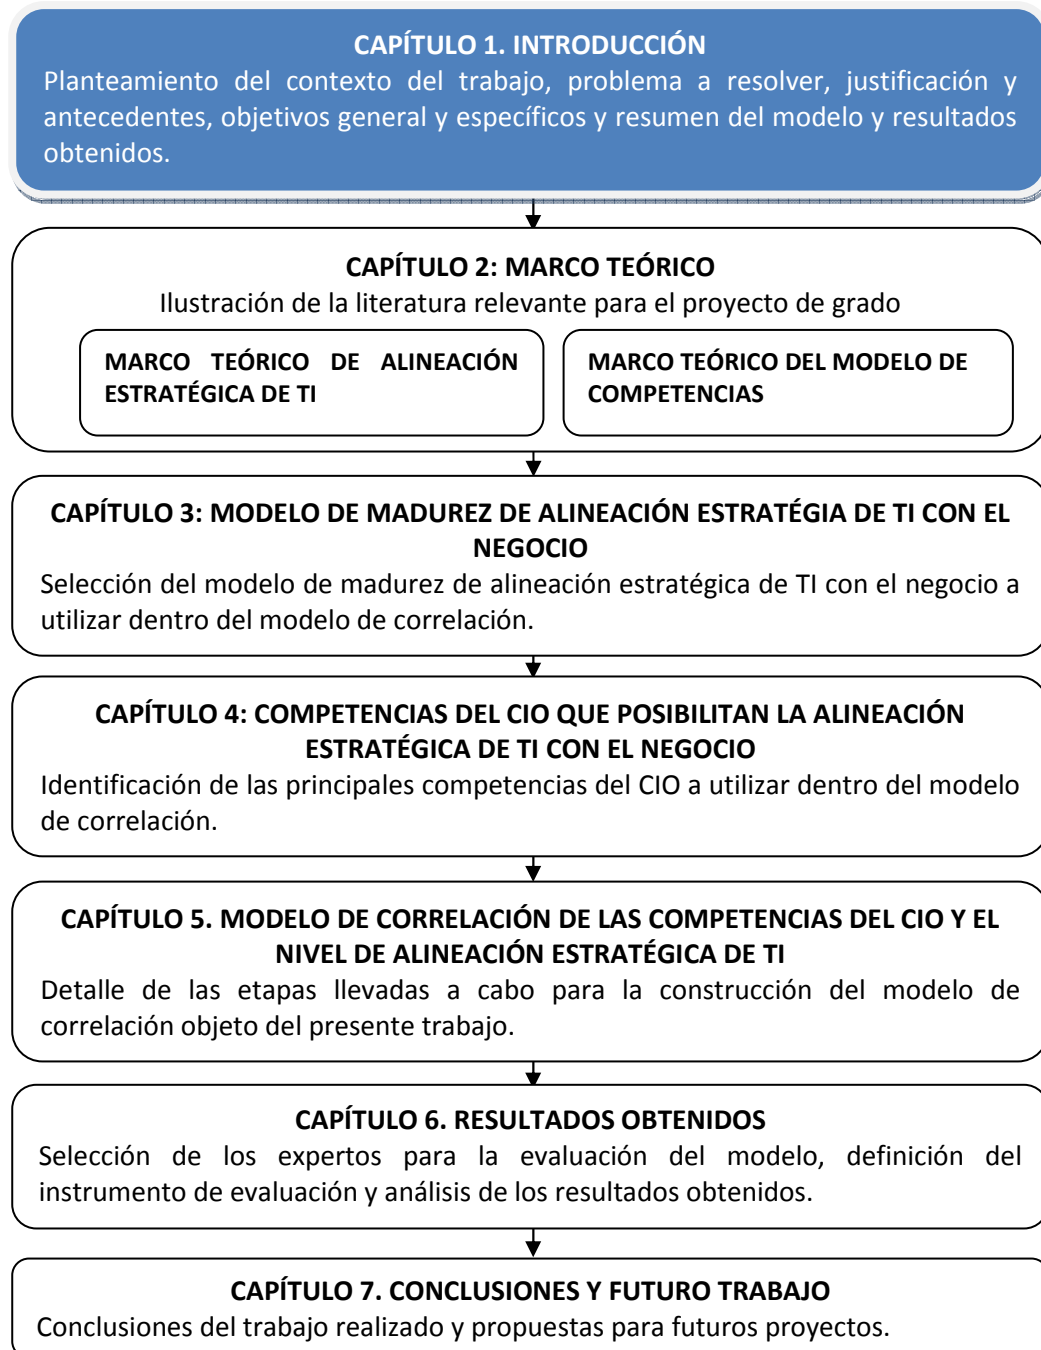 CAPÍTULO 1. INTRODUCCIÓN
Planteamiento del contexto del trabajo, problema a resolver, justificación y
antecedentes, objetivos general y específicos y resumen del modelo y resultados
obtenidos.
CAPÍTULO 2: MARCO TEÓRICO
Ilustración de la literatura relevante para el proyecto de grado
MARCO TEÓRICO DE ALINEACIÓN
ESTRATÉGICA DE TI
MARCO TEÓRICO DEL MODELO DE
COMPETENCIAS
CAPÍTULO 3: MODELO DE MADUREZ DE ALINEACIÓN ESTRATÉGIA DE TI CON EL
NEGOCIO
Selección del modelo de madurez de alineación estratégica de TI con el negocio a
utilizar dentro del modelo de correlación.
CAPÍTULO 4: COMPETENCIAS DEL CIO QUE POSIBILITAN LA ALINEACIÓN
ESTRATÉGICA DE TI CON EL NEGOCIO
Identificación de las principales competencias del CIO a utilizar dentro del modelo
de correlación.
CAPÍTULO 5. MODELO DE CORRELACIÓN DE LAS COMPETENCIAS DEL CIO Y EL
NIVEL DE ALINEACIÓN ESTRATÉGICA DE TI
Detalle de las etapas llevadas a cabo para la construcción del modelo de
correlación objeto del presente trabajo.
CAPÍTULO 6. RESULTADOS OBTENIDOS
Selección de los expertos para la evaluación del modelo, definición del
instrumento de evaluación y análisis de los resultados obtenidos.
CAPÍTULO 7. CONCLUSIONES Y FUTURO TRABAJO
Conclusiones del trabajo realizado y propuestas para futuros proyectos.